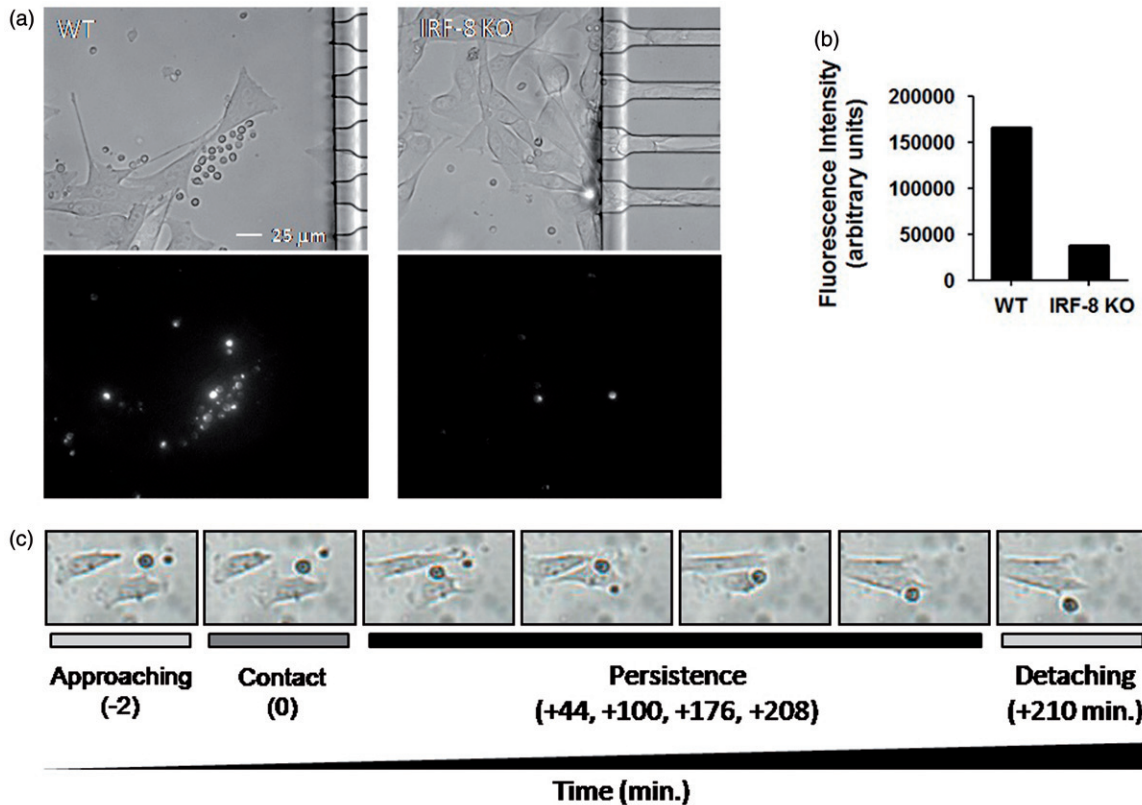 (a)
WT
IRF-8 KO
25 μm
(b)
Fluorescence Intensity
(arbitrary units)
200000
150000
100000
50000
0
WT
IRF-8 KO
(c)
Approaching
(-2)
Contact
(0)
Persistence
(+44, +100, +176, +208)
Detaching
(+210 min.)
Time (min.)